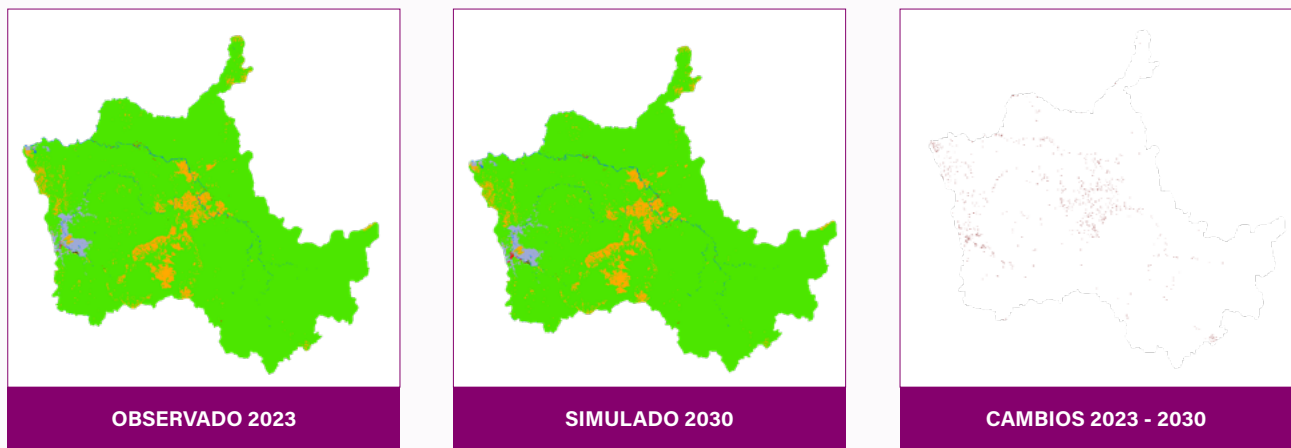 OBSERVADO 2023
SIMULADO 2030
CAMBIOS 2023 - 2030